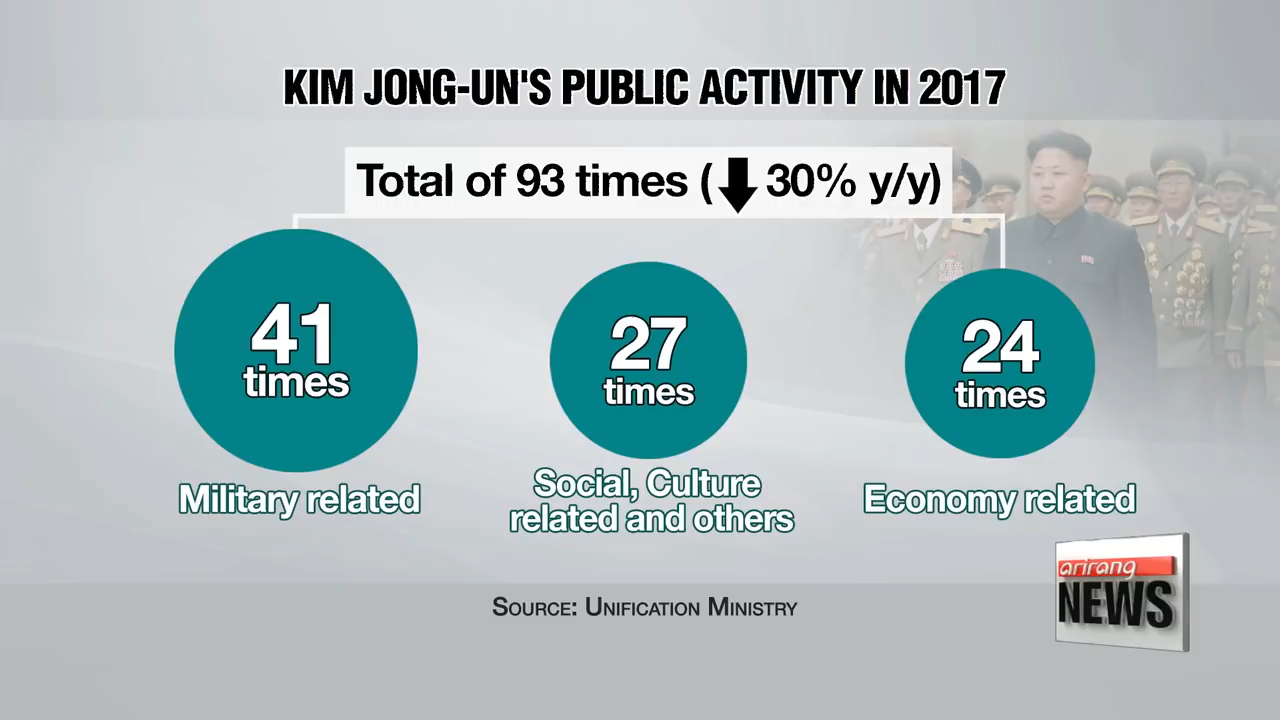 KIM JONG-UN'S PUBLIC ACTIVITY IN 2017
Total of 93 times (⬇ 30% y/y)
41
times
27
times
24
times
Military related
Social, Culture
related and others
Economy related
SOURCE: UNIFICATION MINISTRY
arirang
NEWS